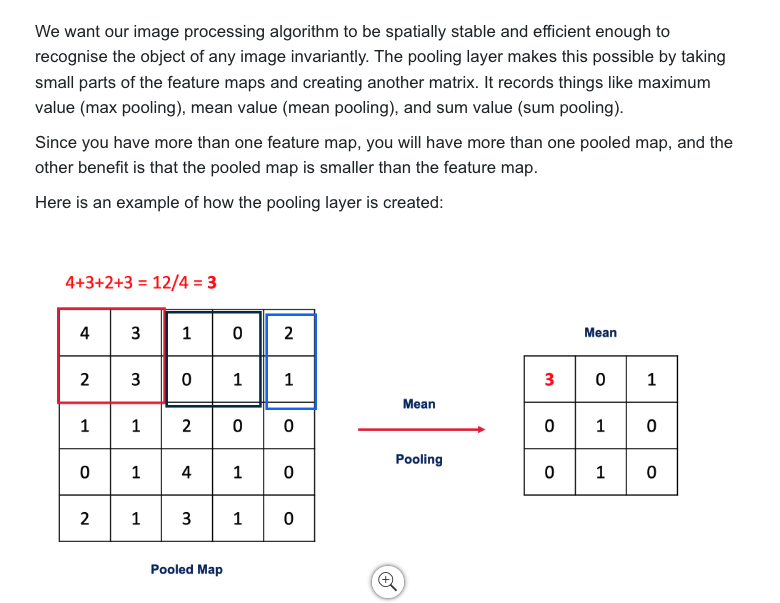 We want our image processing algorithm to be spatially stable and efficient enough to
recognise the object of any image invariantly. The pooling layer makes this possible by taking
small parts of the feature maps and creating another matrix. It records things like maximum
value (max pooling), mean value (mean pooling), and sum value (sum pooling).
Since you have more than one feature map, you will have more than one pooled map, and the
other benefit is that the pooled map is smaller than the feature map.
Here is an example of how the pooling layer is created:
4+3+2+3 = 12/4 = 3
4 3 1 0 2
2 3 0 1 1
1 1 2 0 0
0 1 4 1 0
2 1 3 1 0
Pooled Map
Mean
Pooling
Mean
3 0 1
0 1 0
0 1 0